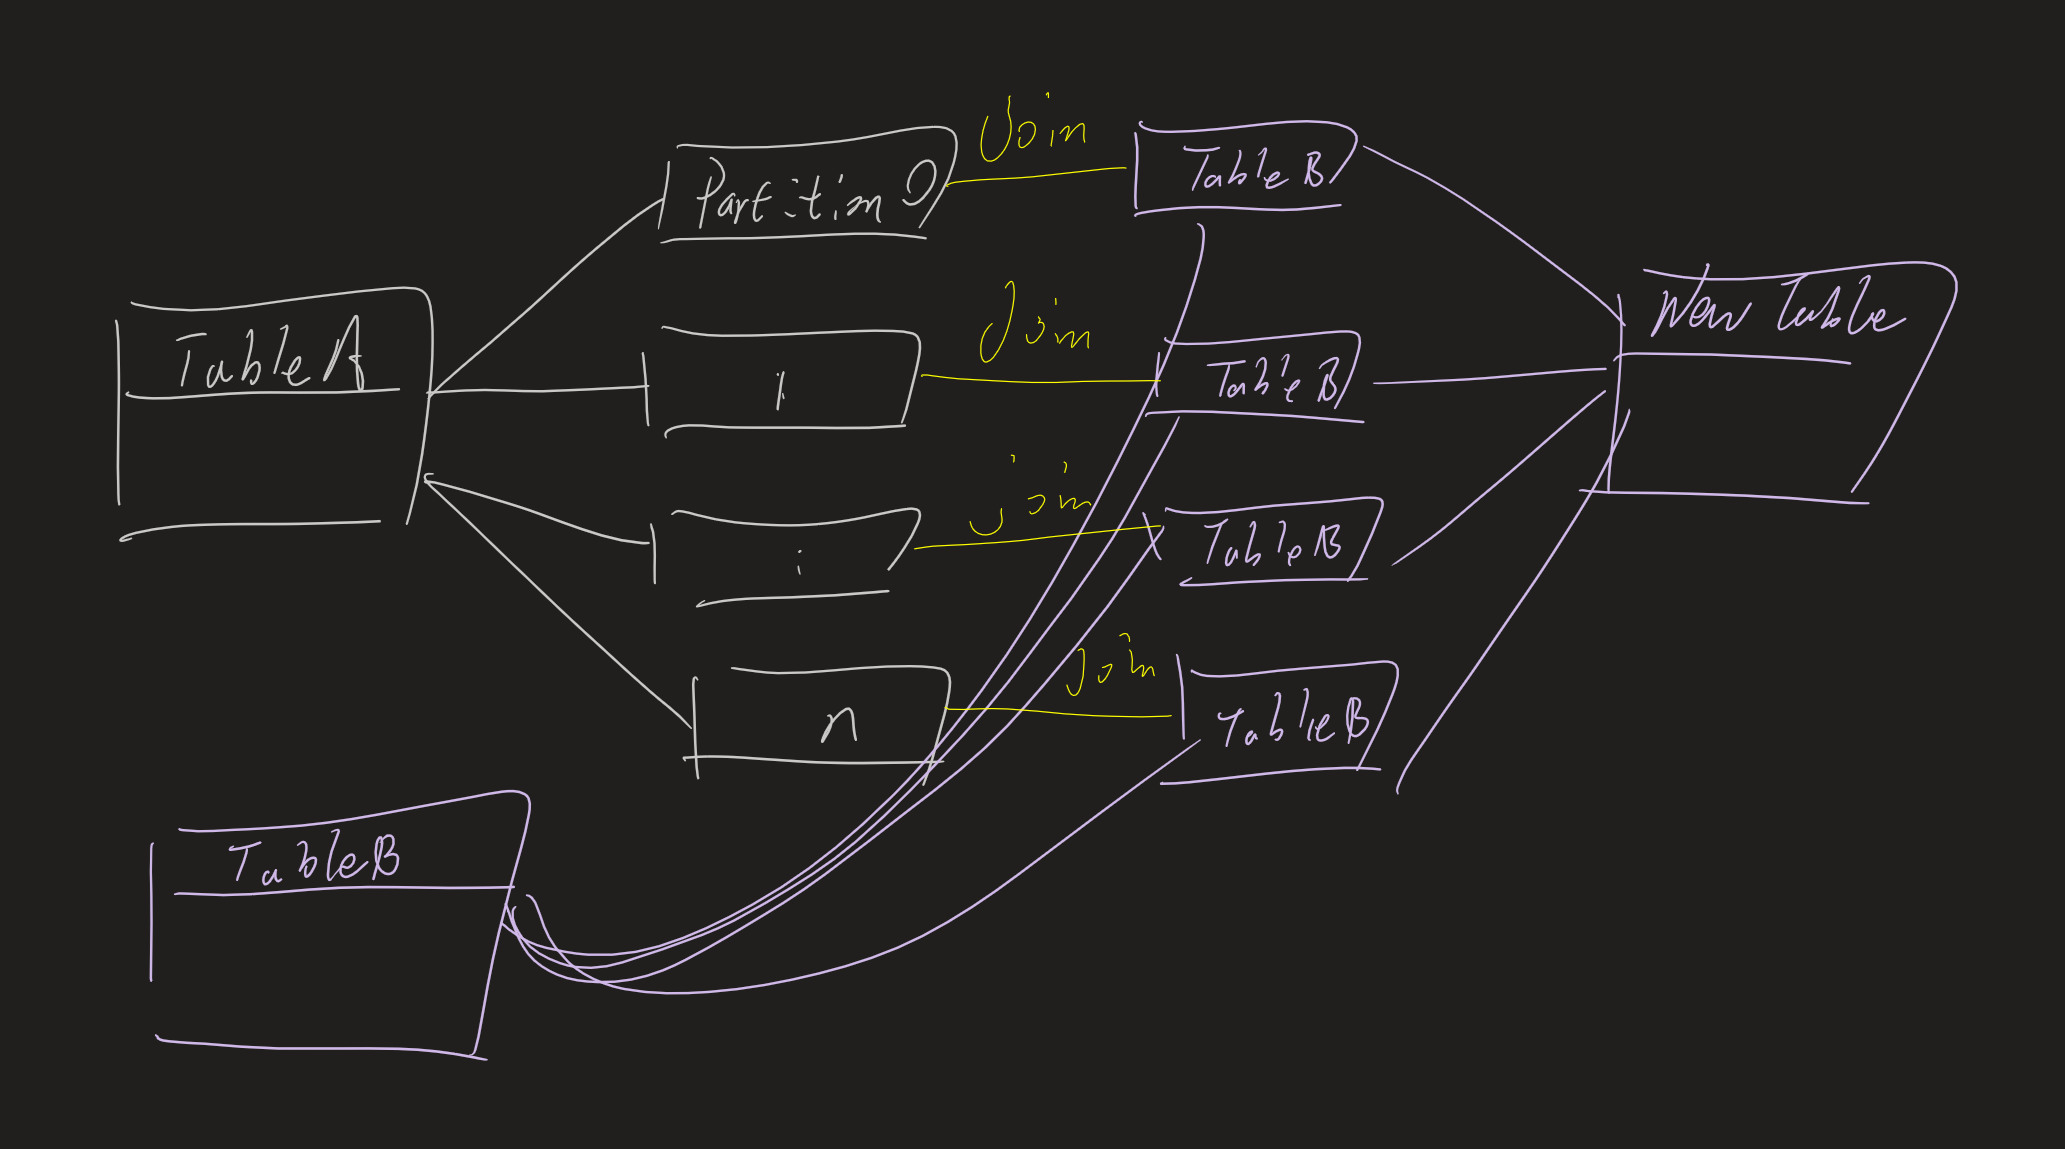 Join
Partition 0
Table B
Join
New Table
Table A
1
Table B
join
:
Table B
join
n
Table B
Table B